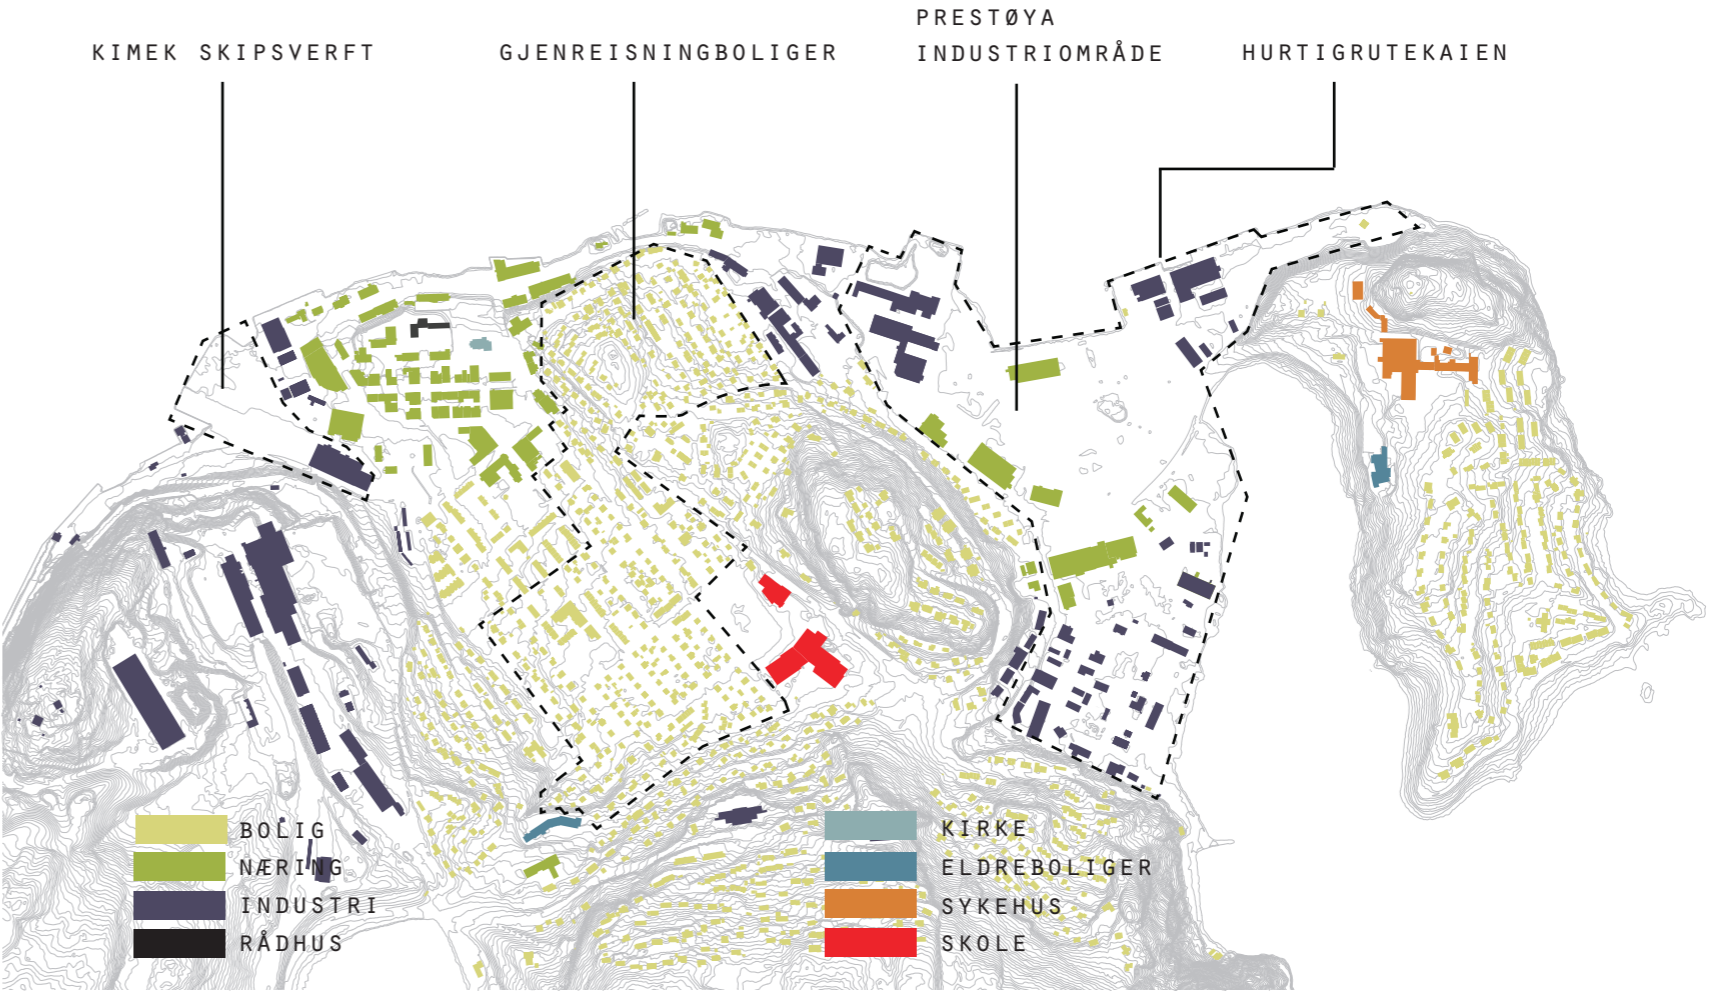 KIMEK SKIPSVERFT
GJENREISNINGBOLIGER
PRESTØYA
INDUSTRIOMRÅDE
HURTIGRUTEKAIEN
BOLIG
NÆRING
INDUSTRI
RÅDHUS
KIRKE
ELDREBOLIGER
SYKEHUS
SKOLE